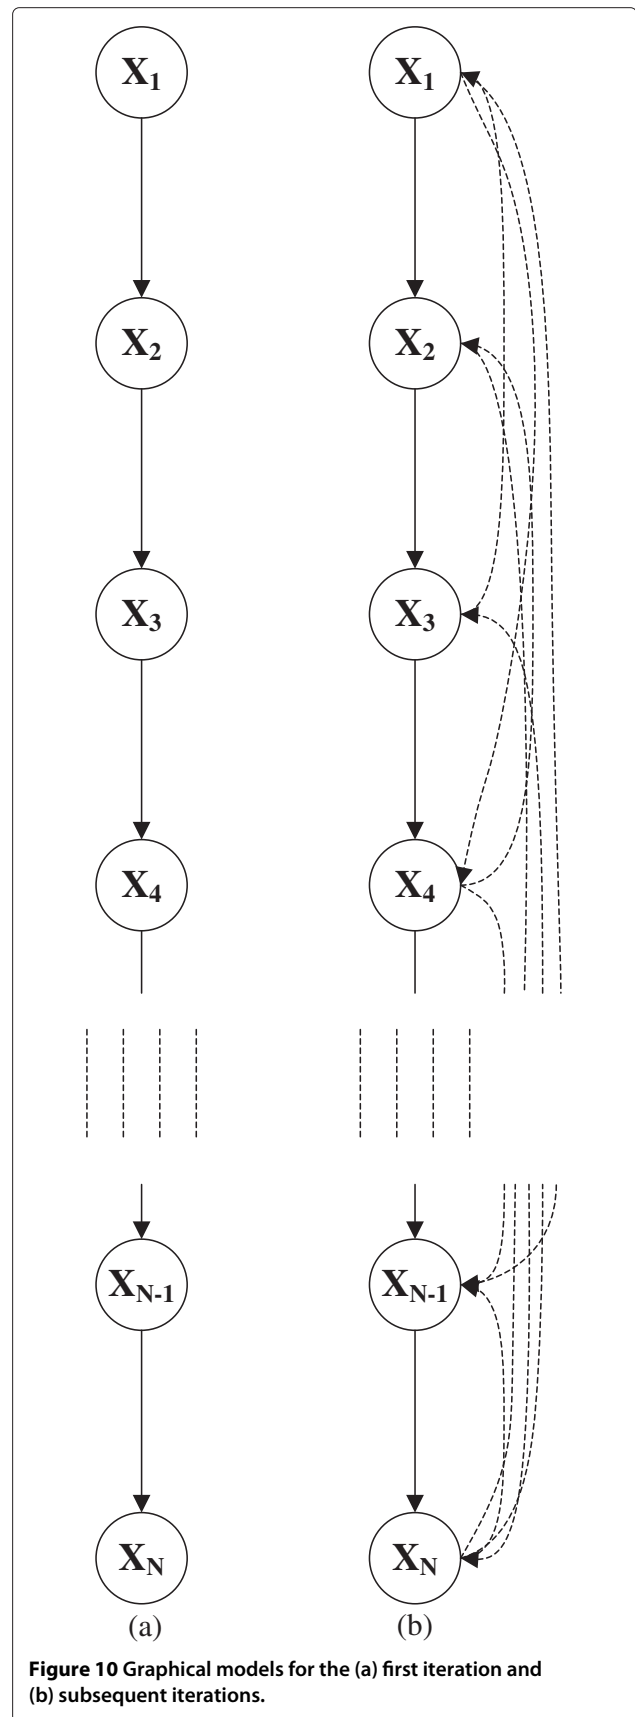 X1 X1
X2 X2
X3 X3
X4 X4
XN-1 XN-1
XN XN
(a) (b)
Figure 10 Graphical models for the (a) first iteration and
(b) subsequent iterations.